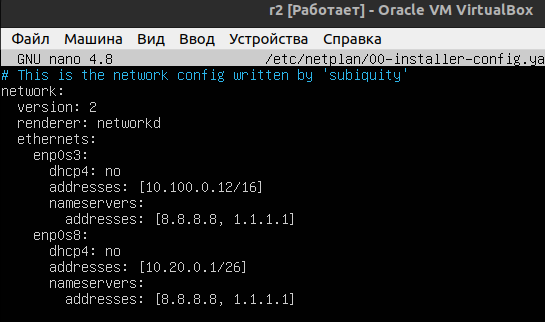 r2 [Работает] - Oracle VM VirtualBox
Файл Машина Вид Ввод Устройства Справка
GNU nano 4.8 /etc/netplan/00-installer-config.ya
# This is the network config written by 'subiquity'
network:
  version: 2
  renderer: networkd
  ethernets:
    enp0s3:
      dhcp4: no
      addresses: [10.100.0.12/16]
      nameservers:
        addresses: [8.8.8.8, 1.1.1.1]
    enp0s8:
      dhcp4: no
      addresses: [10.20.0.1/26]
      nameservers:
        addresses: [8.8.8.8, 1.1.1.1]